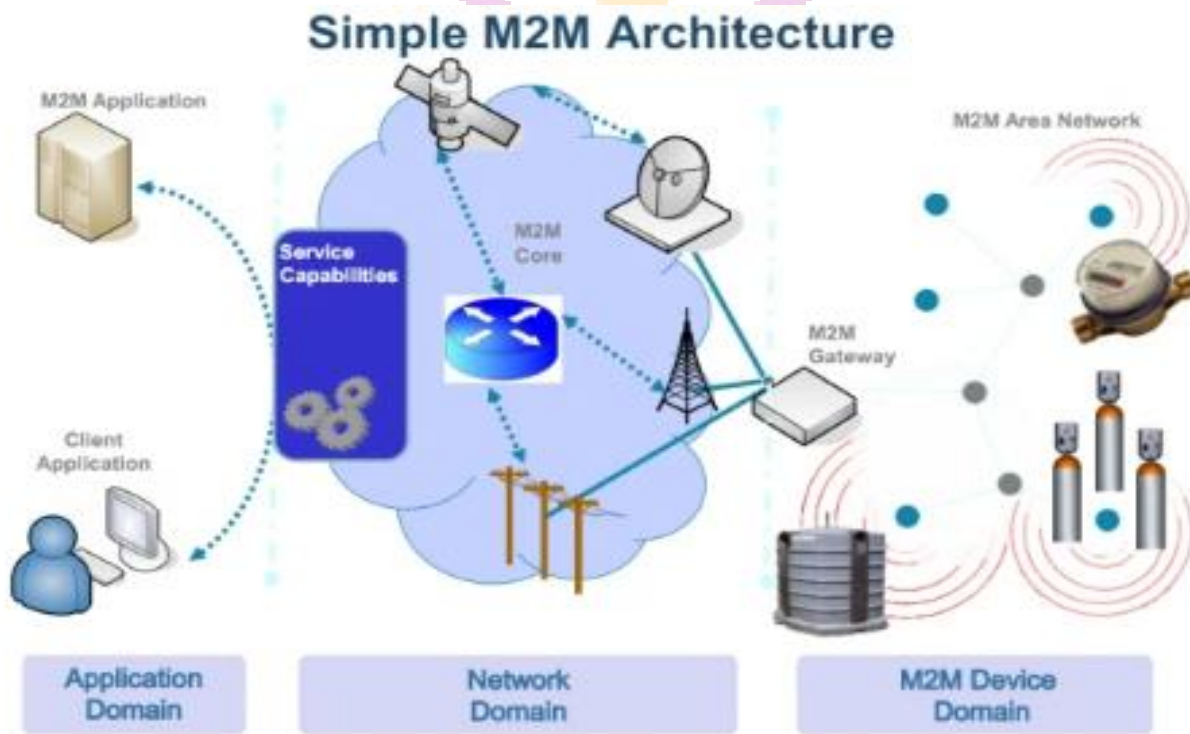 Simple M2M Architecture
M2M Application
M2M Area Network
Service
Capabilities
M2M
Core
M2M
Gateway
Client
Application
Application
Domain
Network
Domain
M2M Device
Domain